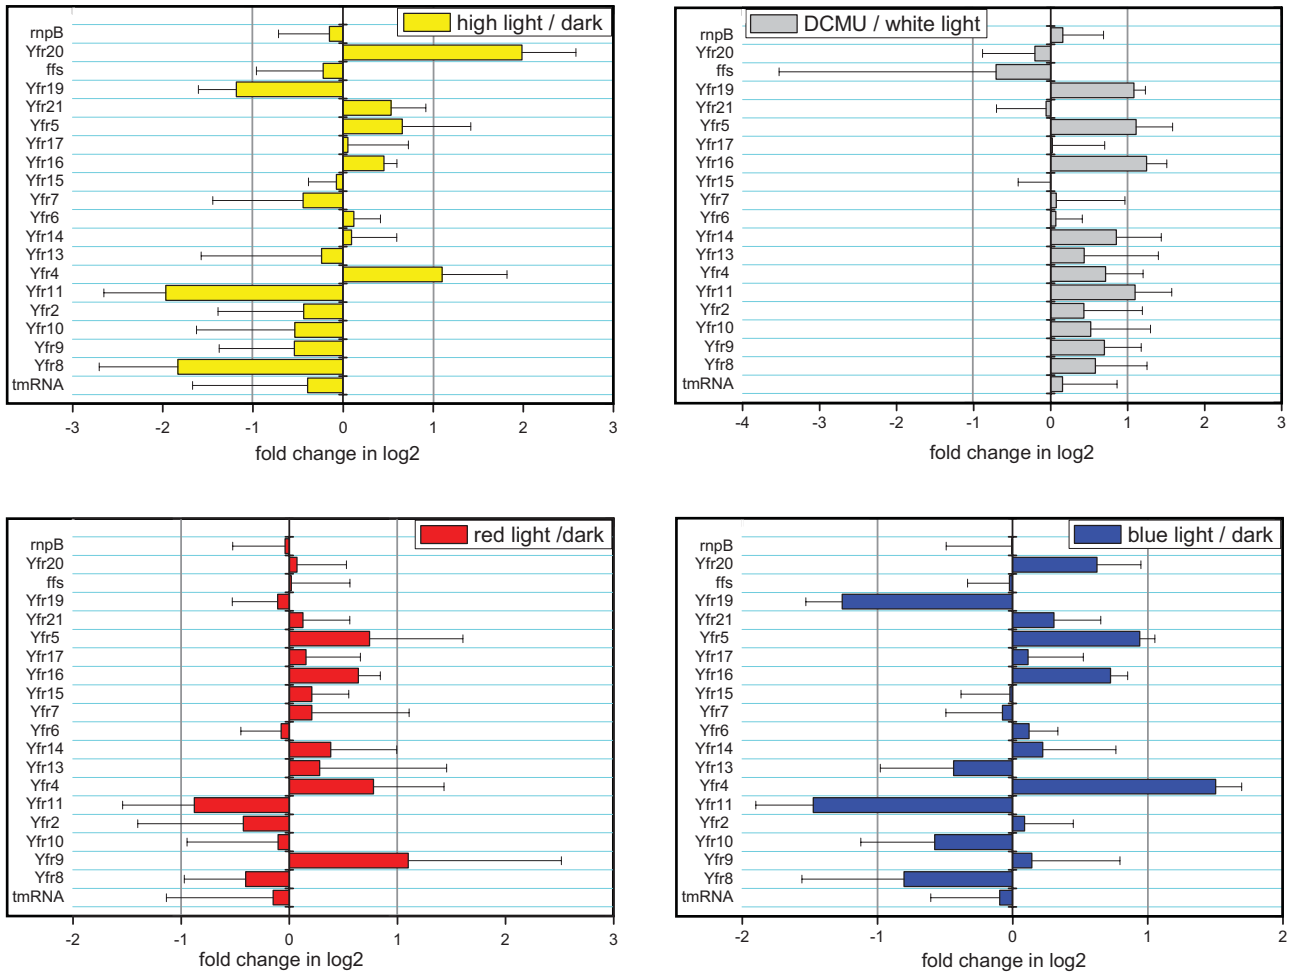 high light / dark
rnpB
Yfr20
ffs
Yfr19
Yfr21
Yfr5
Yfr17
Yfr16
Yfr15
Yfr7
Yfr6
Yfr14
Yfr13
Yfr4
Yfr11
Yfr2
Yfr10
Yfr9
Yfr8
tmRNA
-3 -2 -1 0 1 2 3
fold change in log2
DCMU / white light
rnpB
Yfr20
ffs
Yfr19
Yfr21
Yfr5
Yfr17
Yfr16
Yfr15
Yfr7
Yfr6
Yfr14
Yfr13
Yfr4
Yfr11
Yfr2
Yfr10
Yfr9
Yfr8
tmRNA
-4 -3 -2 -1 0 1 2 3
fold change in log2
red light /dark
rnpB
Yfr20
ffs
Yfr19
Yfr21
Yfr5
Yfr17
Yfr16
Yfr15
Yfr7
Yfr6
Yfr14
Yfr13
Yfr4
Yfr11
Yfr2
Yfr10
Yfr9
Yfr8
tmRNA
-2 -1 0 1 2 3
fold change in log2
blue light / dark
rnpB
Yfr20
ffs
Yfr19
Yfr21
Yfr5
Yfr17
Yfr16
Yfr15
Yfr7
Yfr6
Yfr14
Yfr13
Yfr4
Yfr11
Yfr2
Yfr10
Yfr9
Yfr8
tmRNA
-2 -1 0 1 2
fold change in log2